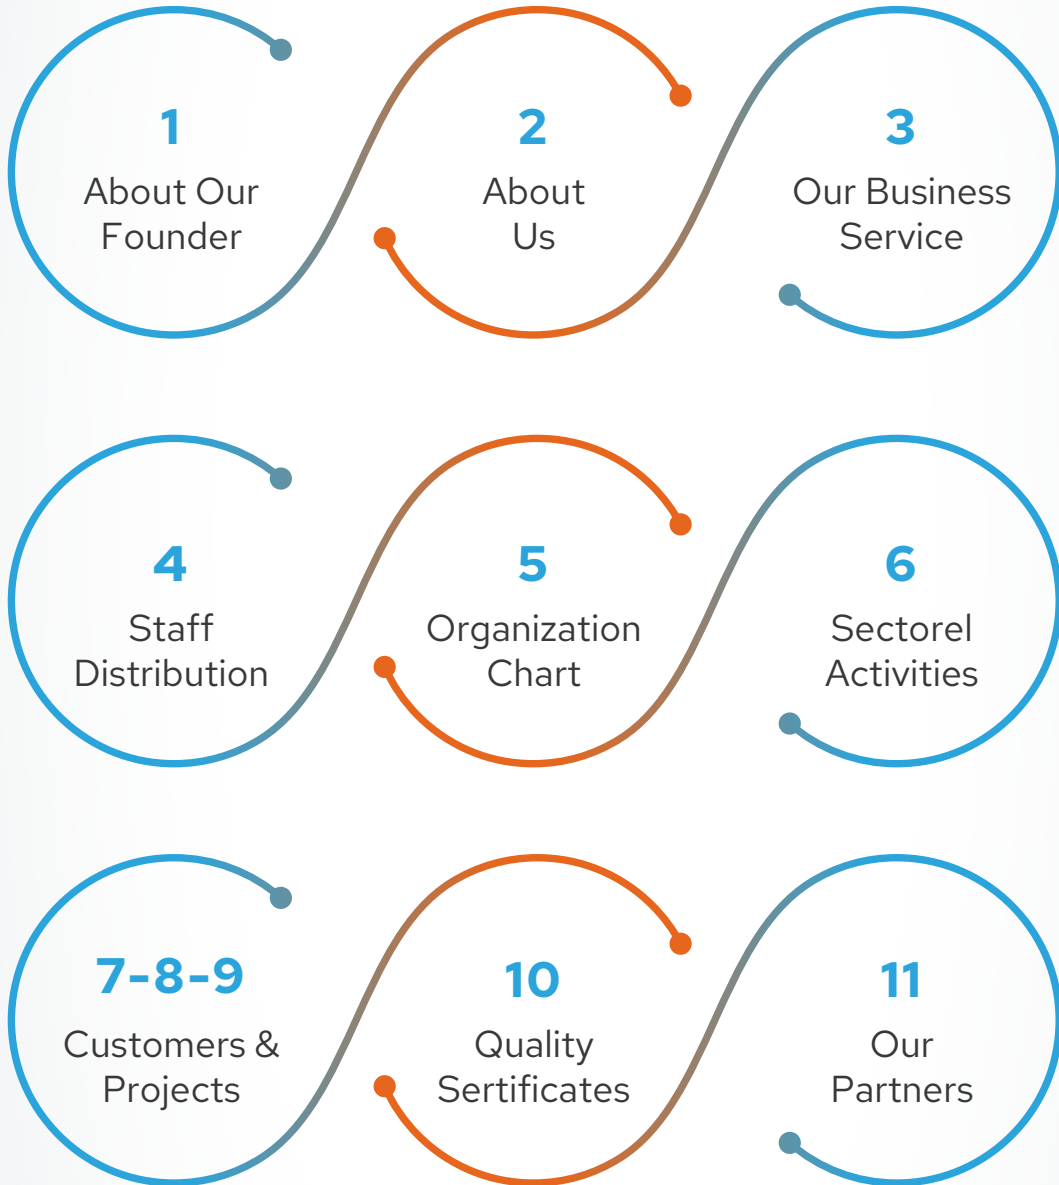 1
About Our
Founder
2
About
Us
3
Our Business
Service
4
Staff
Distribution
5
Organization
Chart
6
Sectorel
Activities
7-8-9
Customers &
Projects
10
Quality
Sertificates
11
Our
Partners